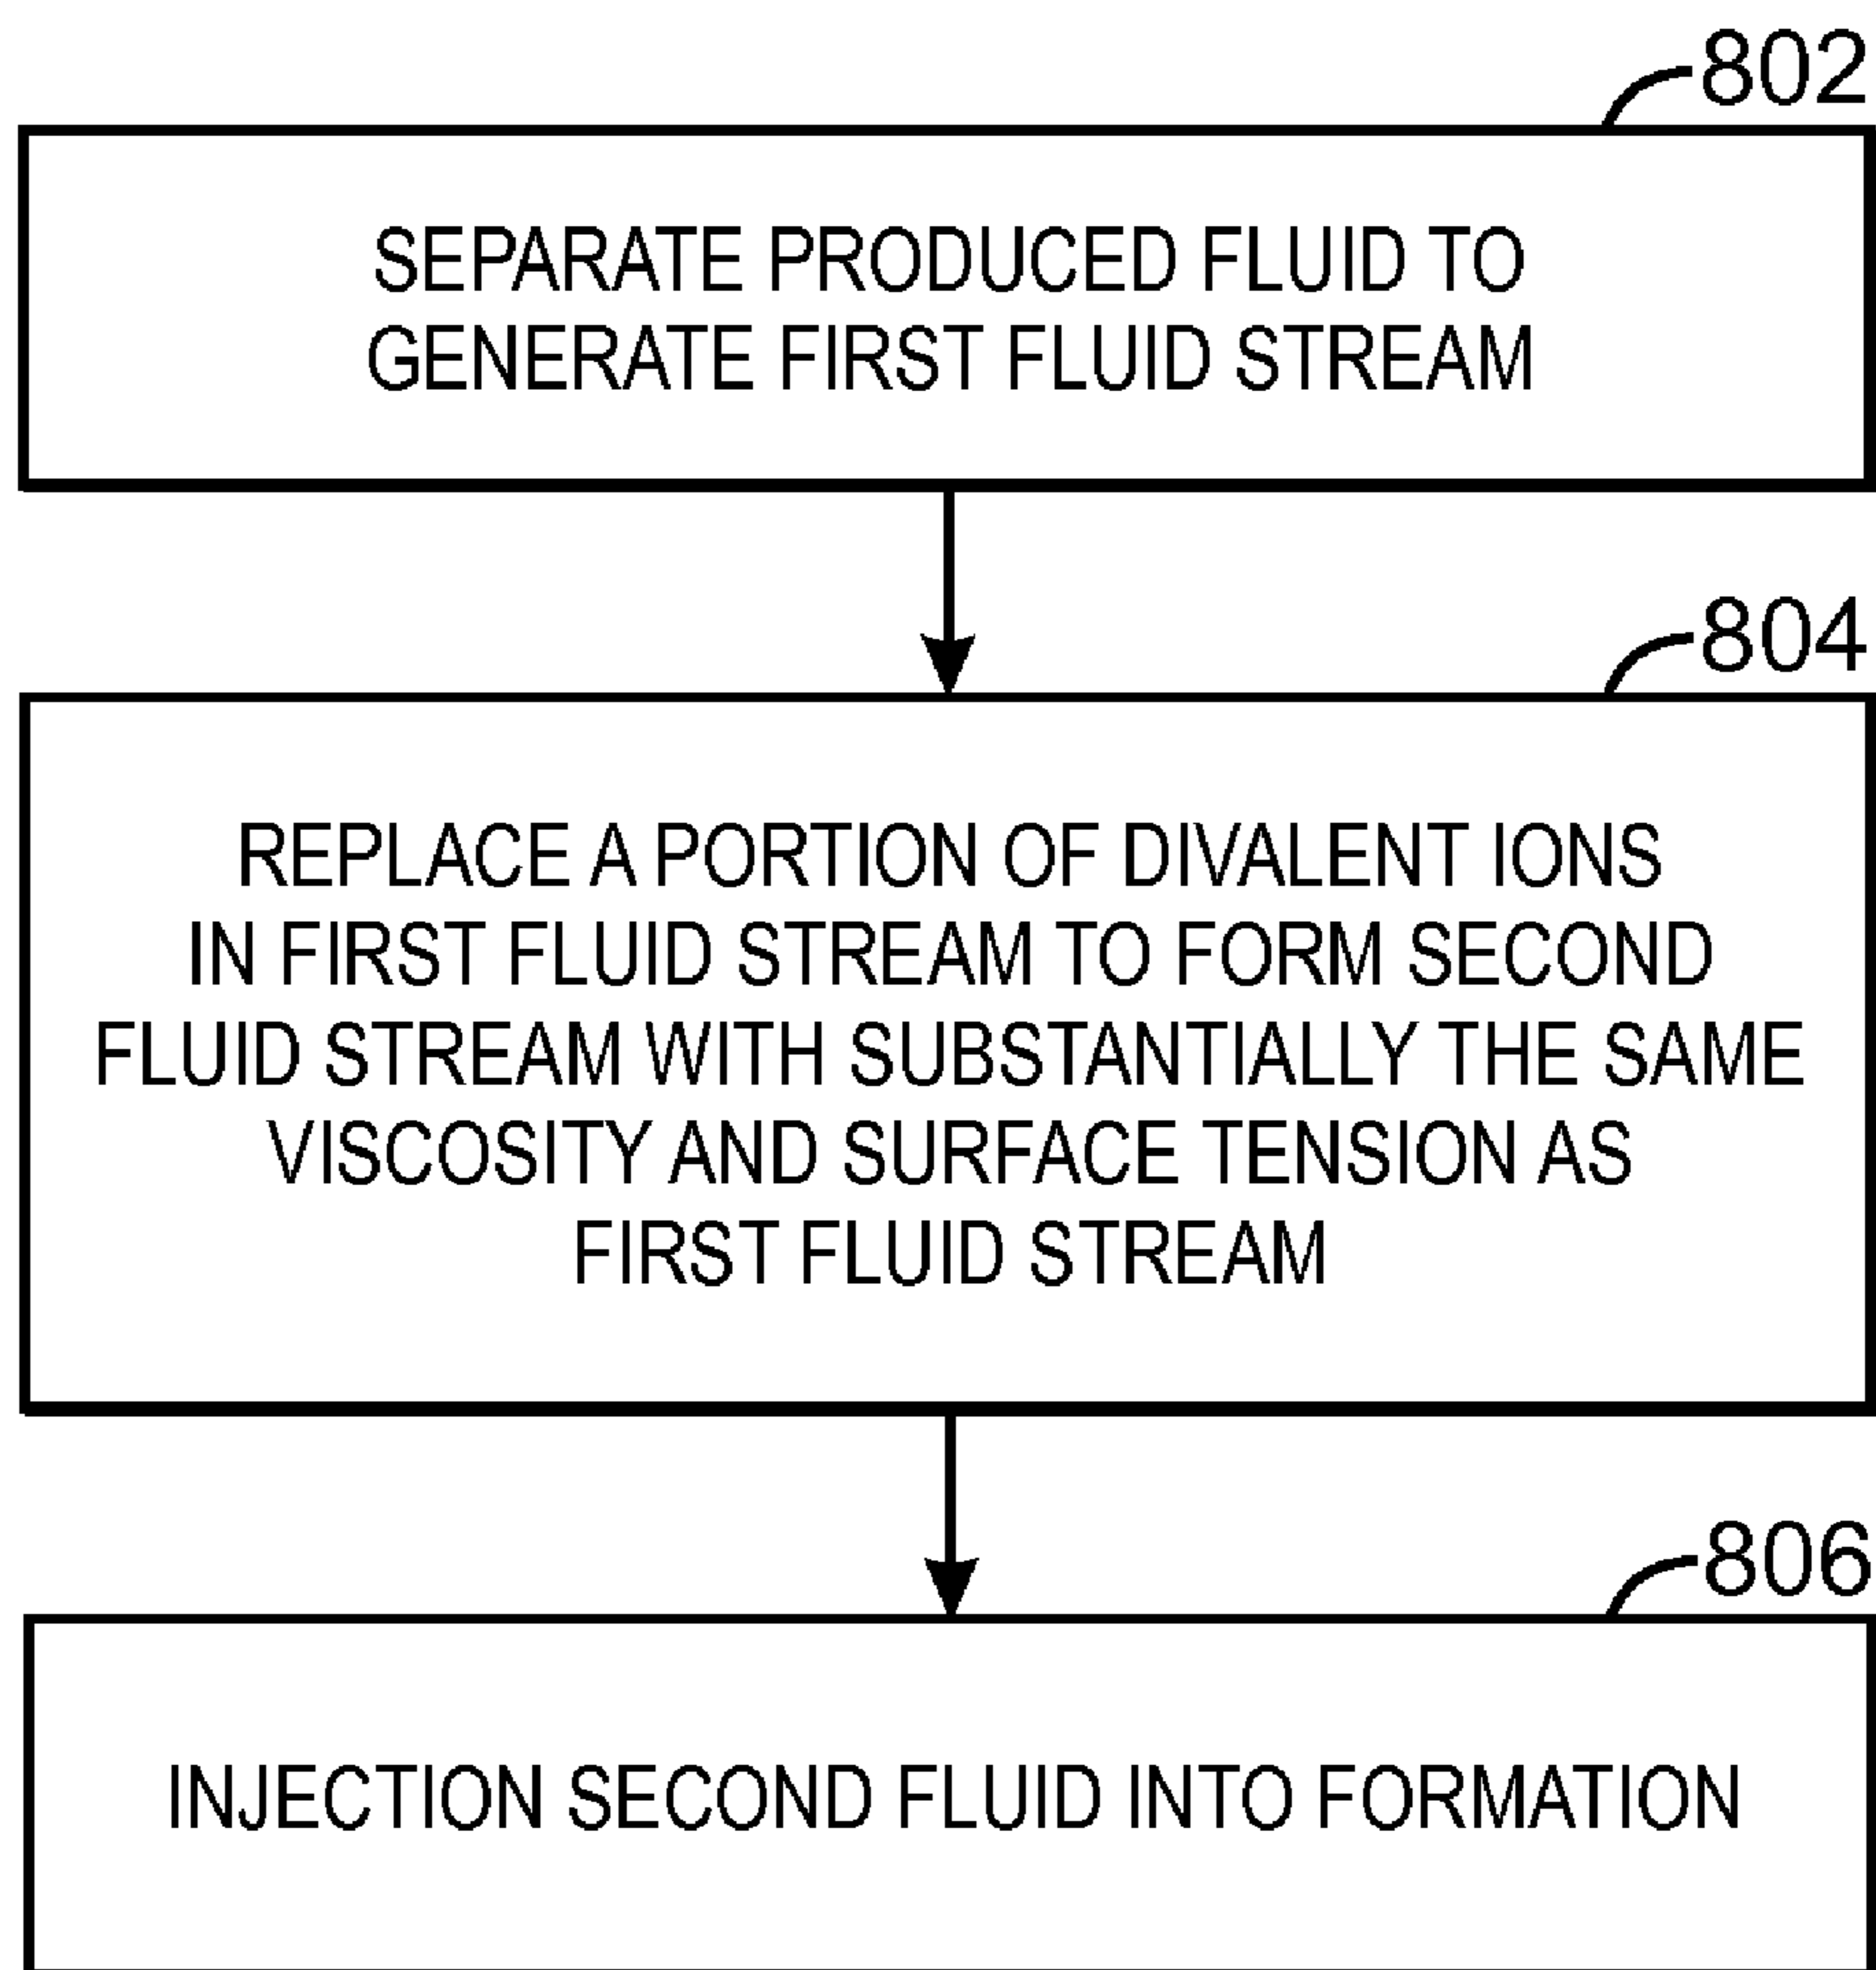 802
SEPARATE PRODUCED FLUID TO
GENERATE FIRST FLUID STREAM
804
REPLACE A PORTION OF DIVALENT IONS
IN FIRST FLUID STREAM TO FORM SECOND
FLUID STREAM WITH SUBSTANTIALLY THE SAME
VISCOSITY AND SURFACE TENSION AS
FIRST FLUID STREAM
806
INJECTION SECOND FLUID INTO FORMATION